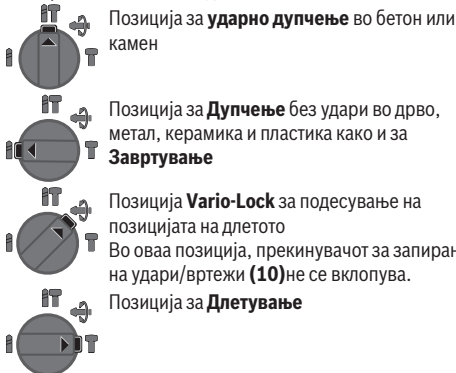 Позиција за ударно дупчење во бетон или
камен
Позиција за Дупчење без удари во дрво,
метал, керамика и пластика како и за
Завртување
Позиција Vario-Lock за подесување на
позицијата на длетото
Во оваа позиција, прекинувачот за запирањ
на удари/вртежи (10)не се вклопува.
Позиција за Длетување